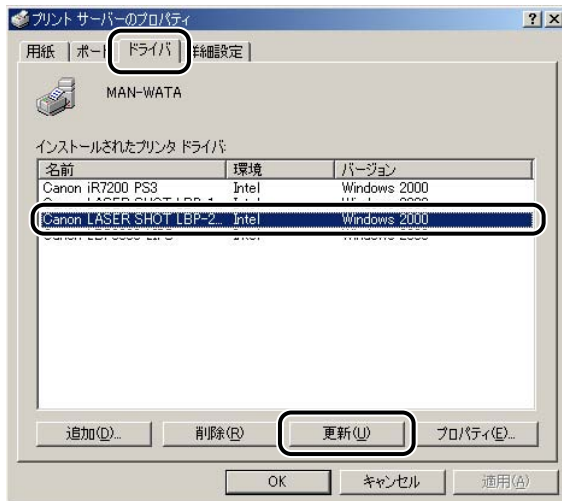 プリント サーバーのプロパティ
用紙 ポート ドライバ 詳細設定
MAN-WATA
インストールされたプリンタ ドライバ:
名前 環境 バージョン
Canon iR7200 PS3 Intel Windows 2000
Canon LASER SHOT LBP-2... Intel Windows 2000
追加(D)... 削除(R) 更新(U) プロパティ(E)...
OK キャンセル 適用(A)